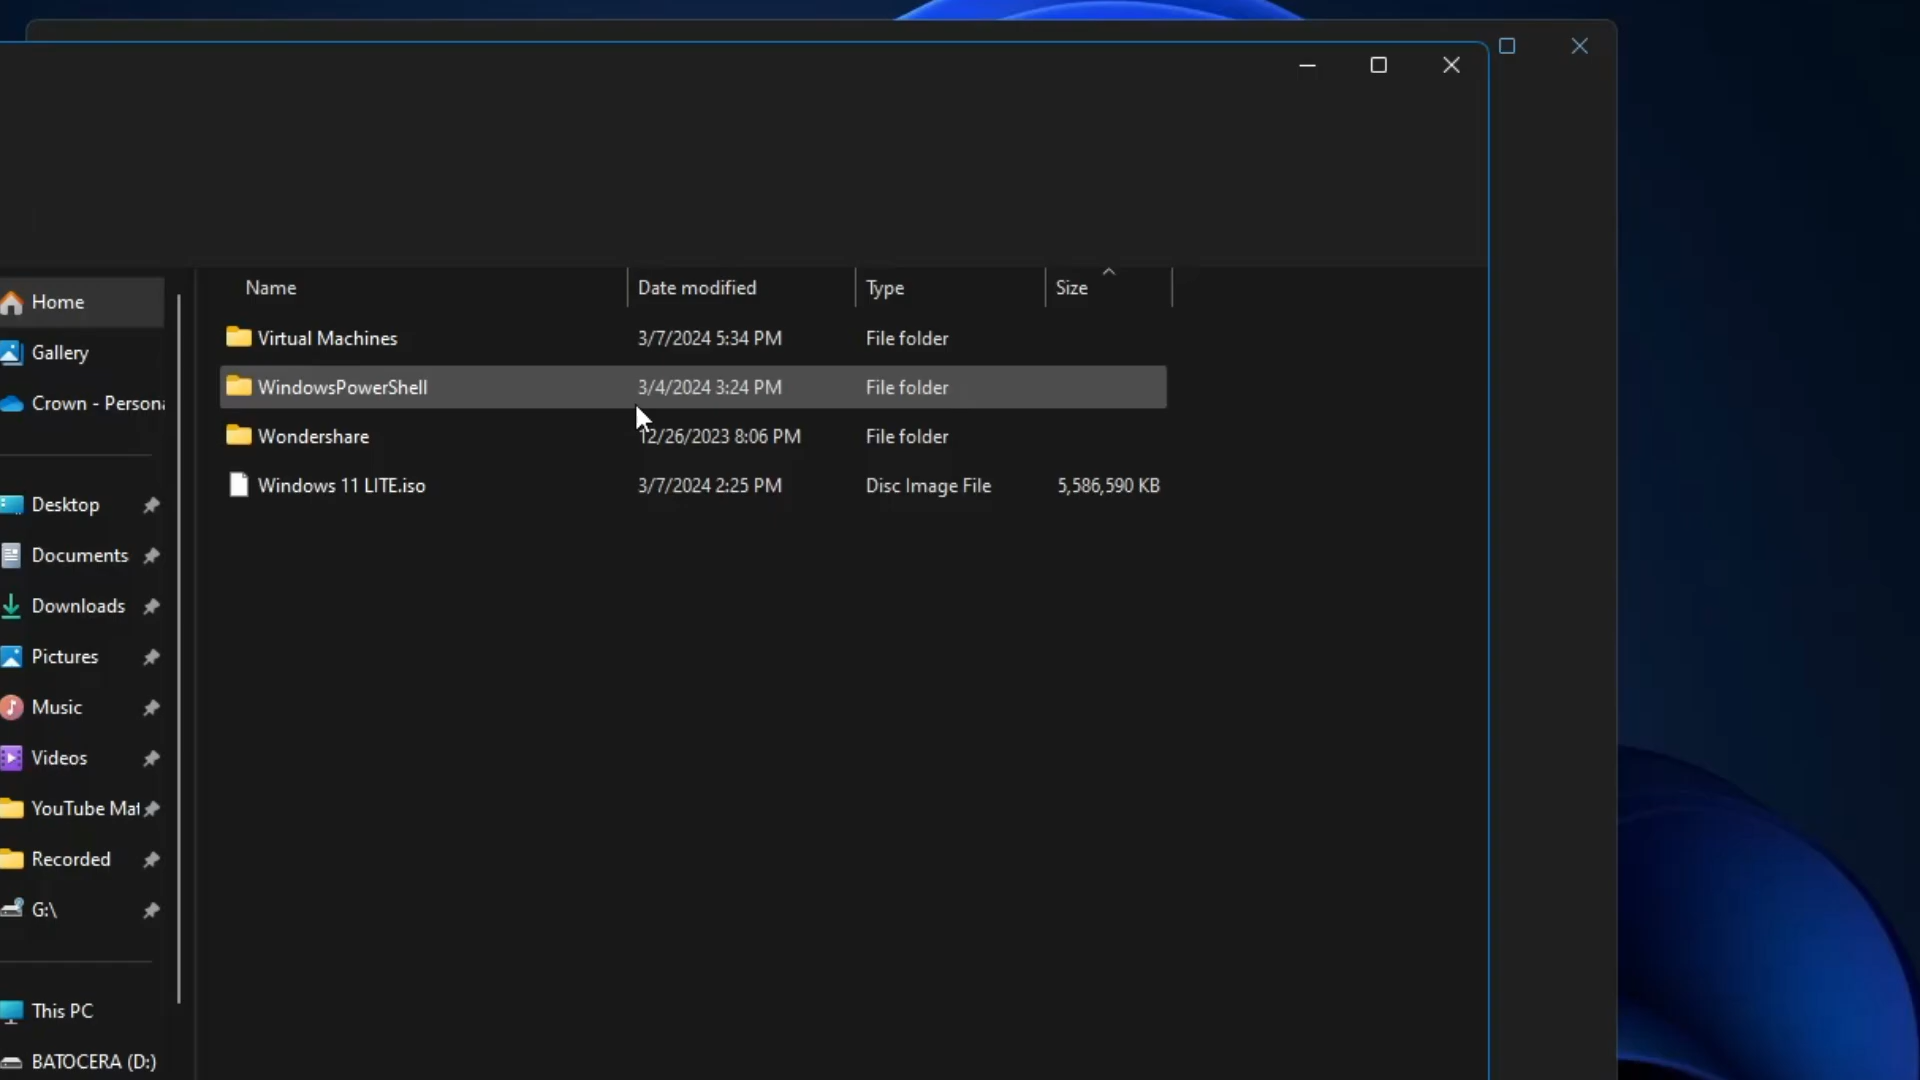 Name Date modified Type Size
Home
Virtual Machines 3/7/2024 5:34 PM File folder
Gallery
WindowsPowerShell 3/4/2024 3:24 PM File folder
Crown - Persona
Wondershare 12/26/2023 8:06 PM File folder
Windows 11 LITE.iso 3/7/2024 2:25 PM Disc Image File 5,586,590 KB
Desktop
Documents
Downloads
Pictures
Music
Videos
YouTube Mat
Recorded
G:\
This PC
BATOCERA (D:)